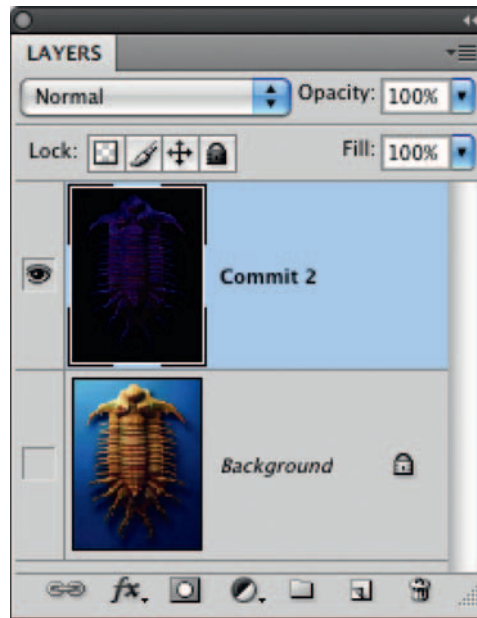 LAYERS
Normal Opacity: 100%
Lock: Fill: 100%
Commit 2
Background
fx.